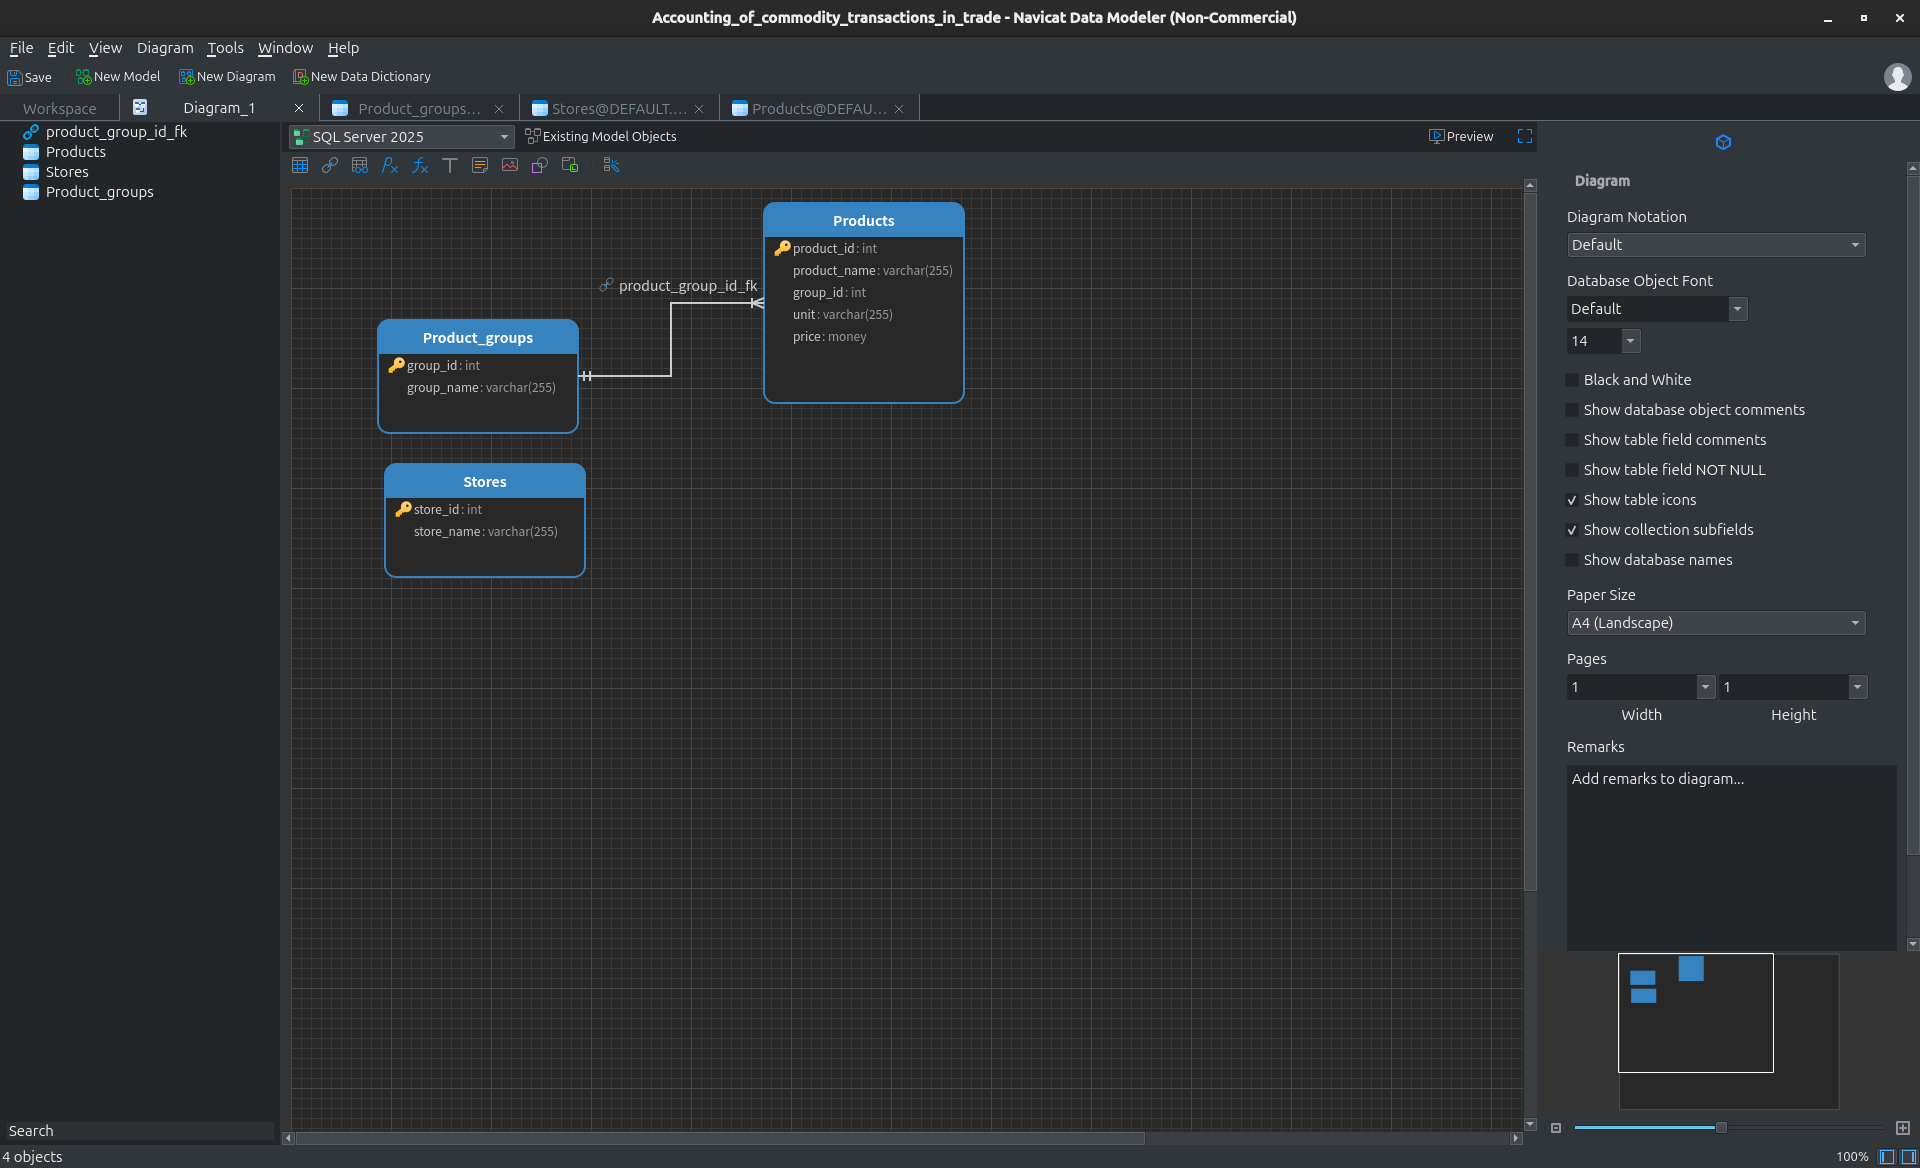 Accounting_of_commodity_transactions_in_trade - Navicat Data Modeler (Non-Commercial)
File Edit View Diagram Tools Window Help
Save New Model New Diagram New Data Dictionary
Workspace Diagram_1 Product_groups... Stores@DEFAULT.... Products@DEFAU...
product_group_id_fk
Products
Stores
Product_groups
SQL Server 2025 Existing Model Objects Preview
Products
product_id: int
product_name: varchar(255)
group_id: int
unit: varchar(255)
price: money
product_group_id_fk
Product_groups
group_id: int
group_name: varchar(255)
Stores
store_id: int
store_name: varchar(255)
Diagram
Diagram Notation
Default
Database Object Font
Default
14
Black and White
Show database object comments
Show table field comments
Show table field NOT NULL
Show table icons
Show collection subfields
Show database names
Paper Size
A4 (Landscape)
Pages
1 1
Width Height
Remarks
Add remarks to diagram...
Search
4 objects
100%